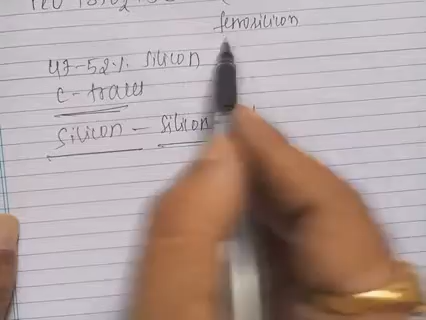 ferrosilicon
47-52%. silicon
C - traces
silicon - silicon